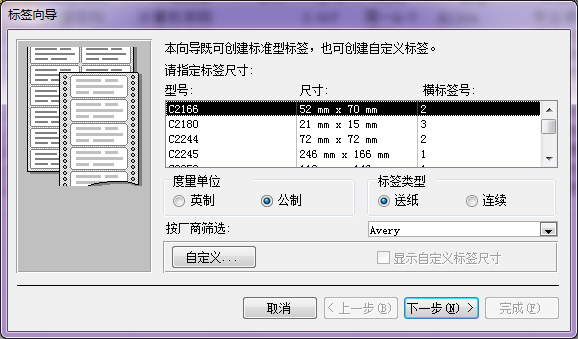 标签向导
本向导既可创建标准型标签，也可创建自定义标签。
请指定标签尺寸:
型号: 尺寸: 横标签号:
C2166 52 mm x 70 mm 2
C2180 21 mm x 15 mm 3
C2244 72 mm x 72 mm 2
C2245 246 mm x 166 mm 1
度量单位 标签类型
英制 公制 送纸 连续
按厂商筛选: Avery
自定义... 显示自定义标签尺寸
取消 < 上一步(B) 下一步(N) > 完成(F)